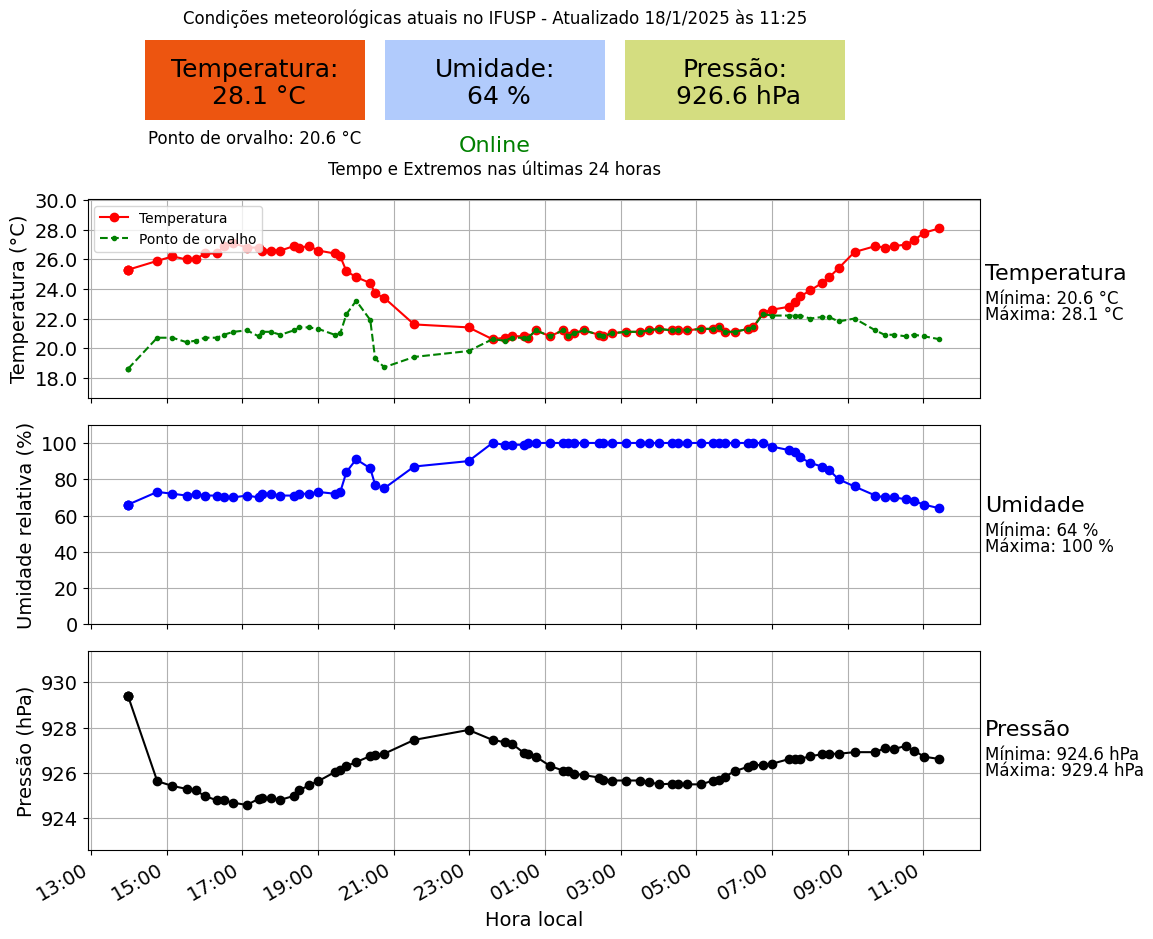 Condições meteorológicas atuais no IFUSP - Atualizado 18/1/2025 às 11:25
Temperatura:
28.1 °C
Umidade:
64 %
Pressão:
926.6 hPa
Ponto de orvalho: 20.6 °C
Online
Tempo e Extremos nas últimas 24 horas
Temperatura (°C)
30.0
28.0
26.0
24.0
22.0
20.0
18.0
Temperatura
Ponto de orvalho
Temperatura
Mínima: 20.6 °C
Máxima: 28.1 °C
Umidade relativa (%)
100
80
60
40
20
0
Umidade
Mínima: 64 %
Máxima: 100 %
Pressão (hPa)
930
928
926
924
Pressão
Mínima: 924.6 hPa
Máxima: 929.4 hPa
13:00 15:00 17:00 19:00 21:00 23:00 01:00 03:00 05:00 07:00 09:00 11:00
Hora local